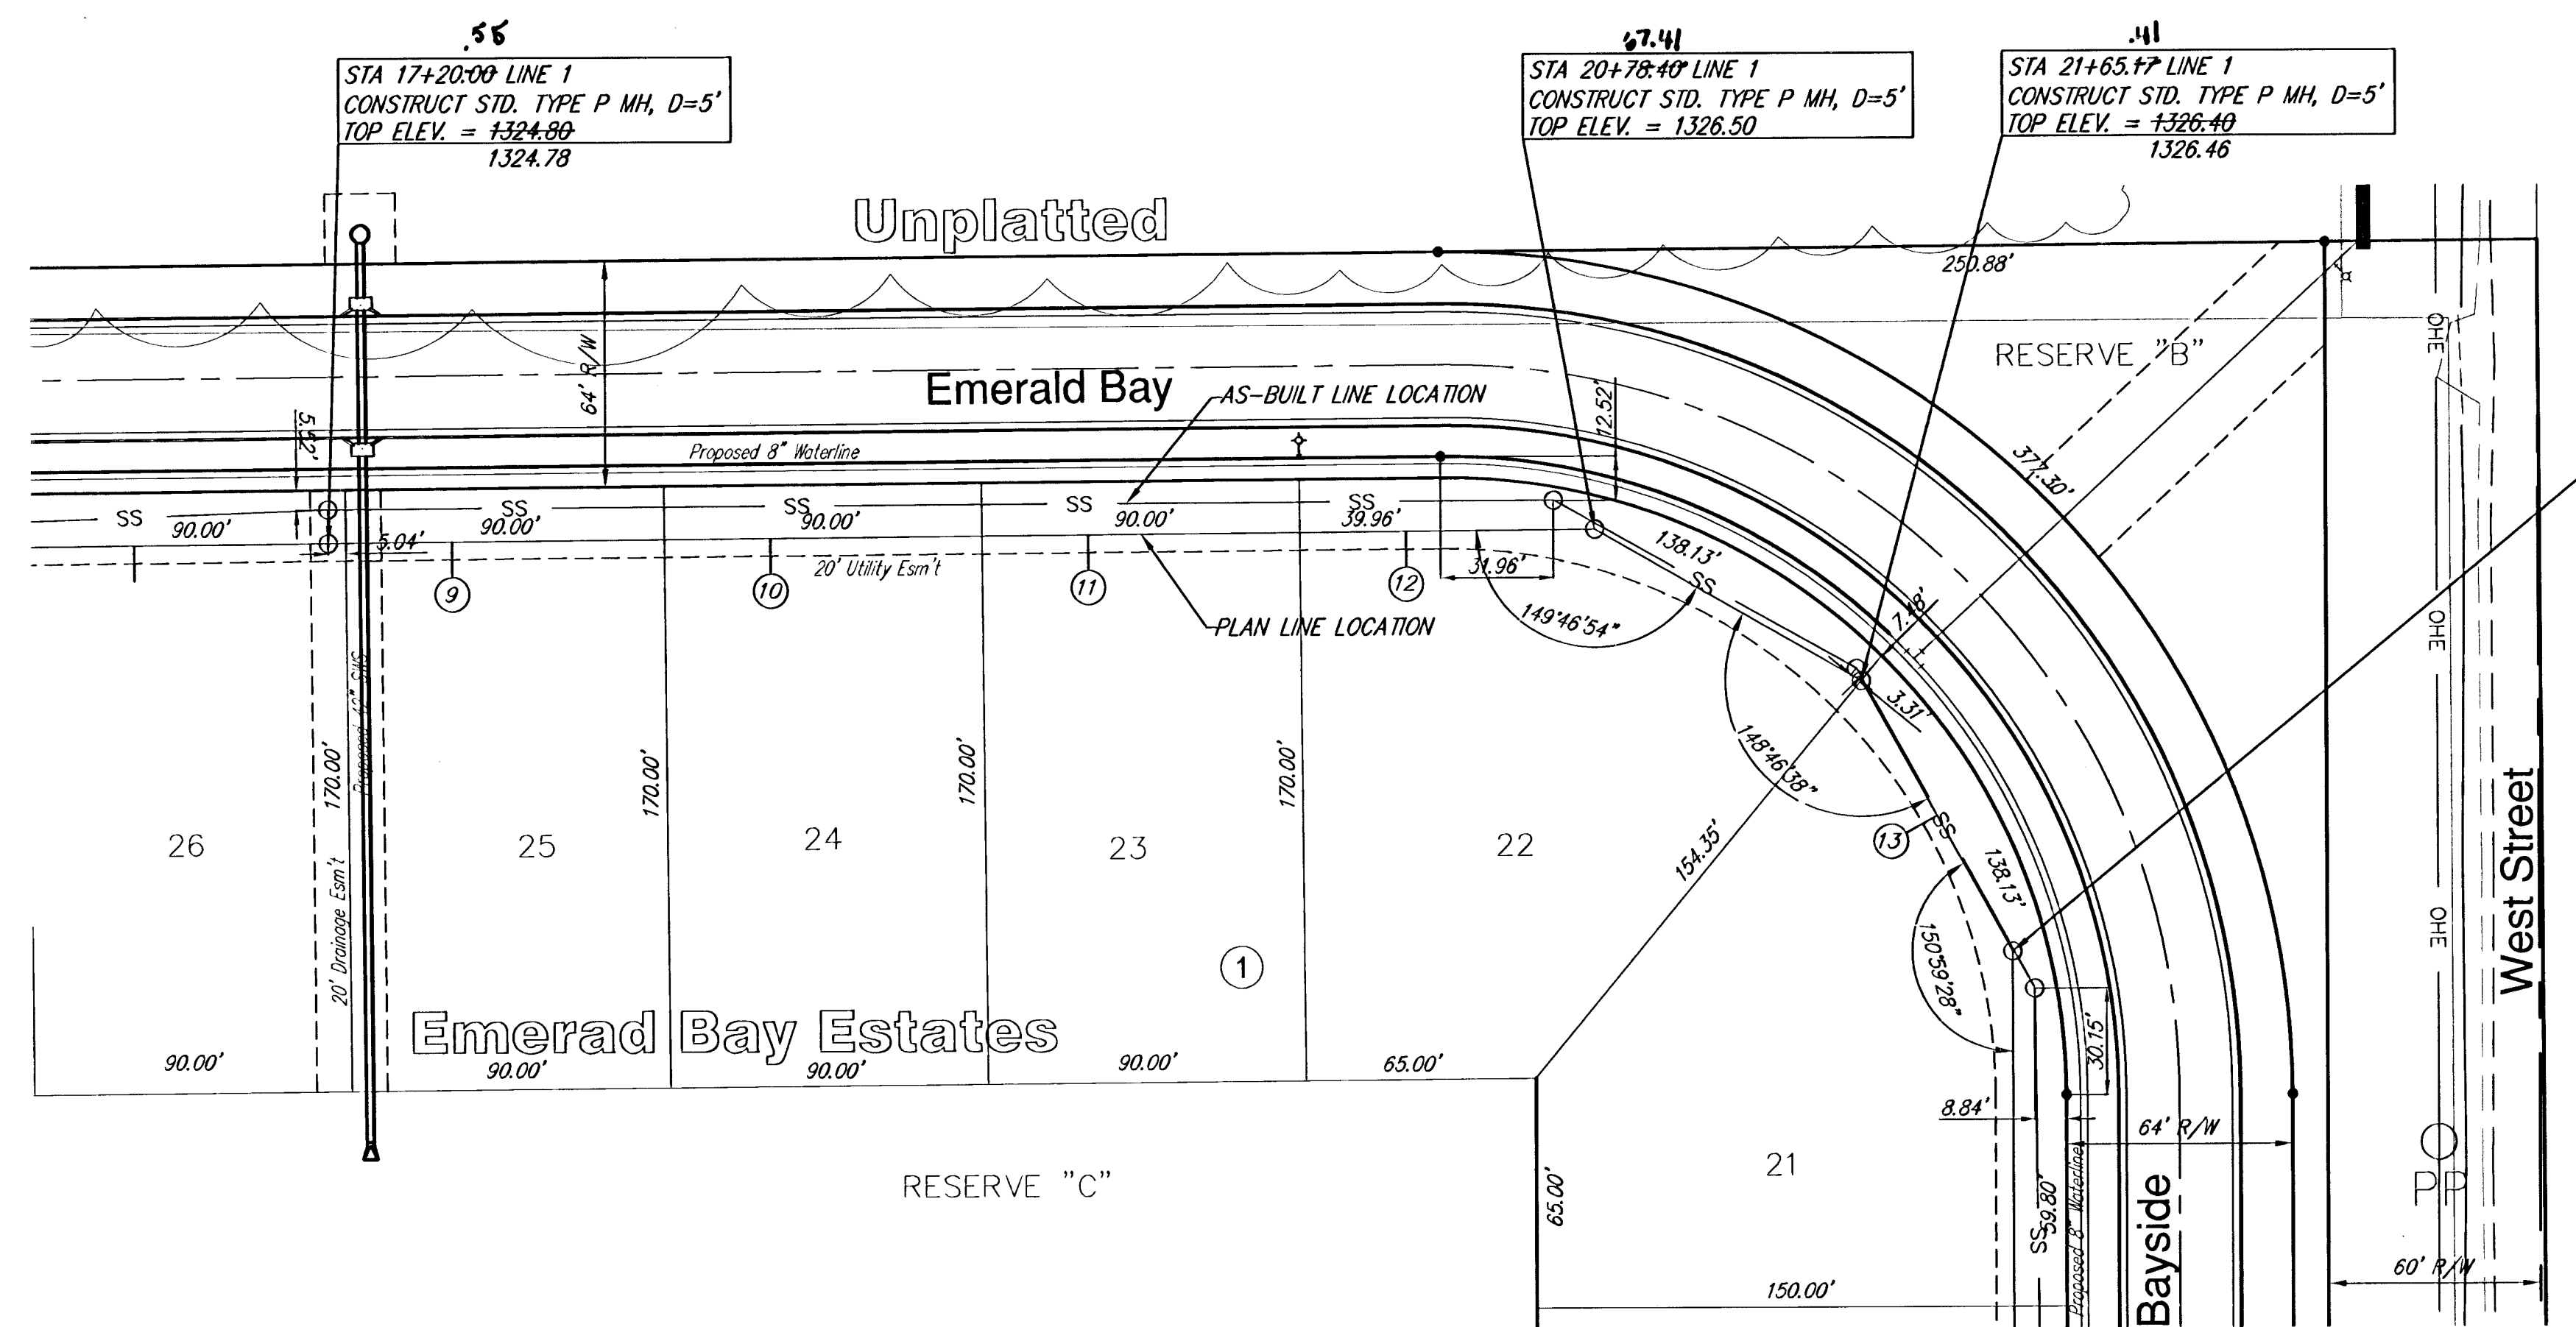 .55
STA 17+20.00 LINE 1
CONSTRUCT STD. TYPE P MH, D=5'
TOP ELEV. = 1324.80
1324.78
67.41
STA 20+78.40 LINE 1
CONSTRUCT STD. TYPE P MH, D=5'
TOP ELEV. = 1326.50
.41
STA 21+65.17 LINE 1
CONSTRUCT STD. TYPE P MH, D=5'
TOP ELEV. = 1326.40
1326.46
Unplatted
250.88'
RESERVE "B"
OHE
64' R/W
Emerald Bay
AS-BUILT LINE LOCATION
12.52'
Proposed 8" Waterline
377.30'
SS
SS
SS
SS
SS
90.00'
90.00'
90.00'
90.00'
39.96'
5.04'
20' Utility Esm't
138.13'
SS
31.96'
9
10
11
12
149°46'54"
PLAN LINE LOCATION
7.48'
OHE
3.31'
148°46'38"
170.00'
170.00'
170.00'
170.00'
Proposed 42" SWS
26
25
24
23
22
13
SS
138.13'
154.35'
West Street
20' Drainage Esm't
1
150°59'28"
OHE
Emerad Bay Estates
90.00'
90.00'
90.00'
90.00'
65.00'
30.15'
8.84'
64' R/W
RESERVE "C"
21
65.00'
59.80'
SS
Proposed 8" Waterline
Bayside
PP
150.00'
60' R/W